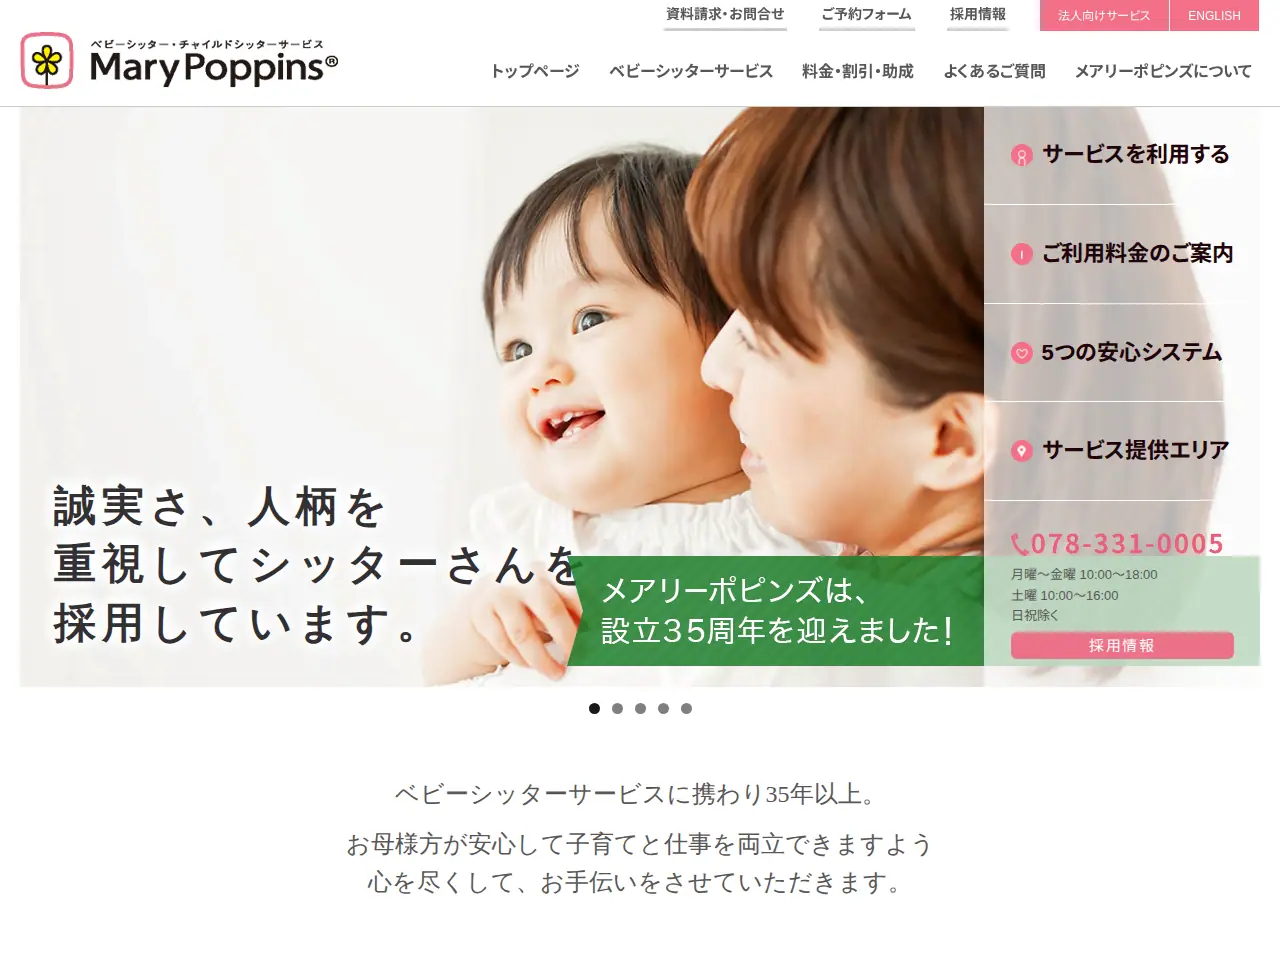 資料請求・お問合せ
ご予約フォーム
採用情報
法人向けサービス
ENGLISH
ベビーシッター・チャイルドシッターサービス
Mary Poppins®
トップページ
ベビーシッターサービス
料金・割引・助成
よくあるご質問
メアリーポピンズについて
サービスを利用する
ご利用料金のご案内
5つの安心システム
サービス提供エリア
誠実さ、人柄を
重視してシッターさんを
採用しています。
078-331-0005
月曜〜金曜 10:00〜18:00
土曜 10:00〜16:00
日祝除く
採用情報
メアリーポピンズは、
設立35周年を迎えました!
ベビーシッターサービスに携わり35年以上。
お母様方が安心して子育てと仕事を両立できますよう
心を尽くして、お手伝いをさせていただきます。